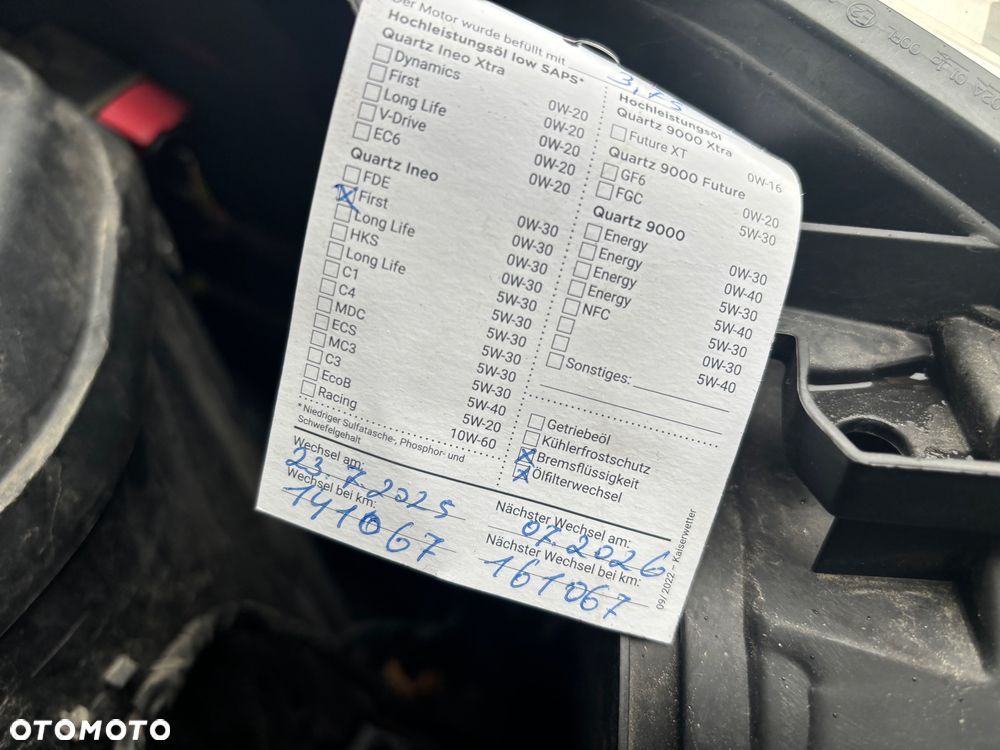 Der Motor wurde befüllt mit 3,75
Hochleistungsöl low SAPS*
Quartz Ineo Xtra
Dynamics 0W-20
First 0W-20
Long Life 0W-20
V-Drive 0W-20
EC6 0W-20
Quartz Ineo
FDE 0W-30
First 0W-30
Long Life 0W-30
HKS 0W-30
Long Life 5W-30
C1 5W-30
C4 5W-30
MDC 5W-30
ECS 5W-30
MC3 5W-30
C3 5W-40
EcoB 5W-20
Racing 10W-60
* Niedriger Sulfatasche-, Phosphor- und
Schwefelgehalt
Hochleistungsöl
Quartz 9000 Xtra
Future XT 0W-16
Quartz 9000 Future
GF6 0W-20
FGC 5W-30
Quartz 9000
Energy 0W-30
Energy 0W-40
Energy 5W-30
Energy 5W-40
NFC 5W-30
0W-30
5W-40
Sonstiges:
Getriebeöl
Kühlerfrostschutz
Bremsflüssigkeit
Ölfilterwechsel
Wechsel am:
23.7.2025
Wechsel bei km:
141067
Nächster Wechsel am:
07.2026
Nächster Wechsel bei km:
161067
09/2022 – Kaiserwetter
OTOMOTO